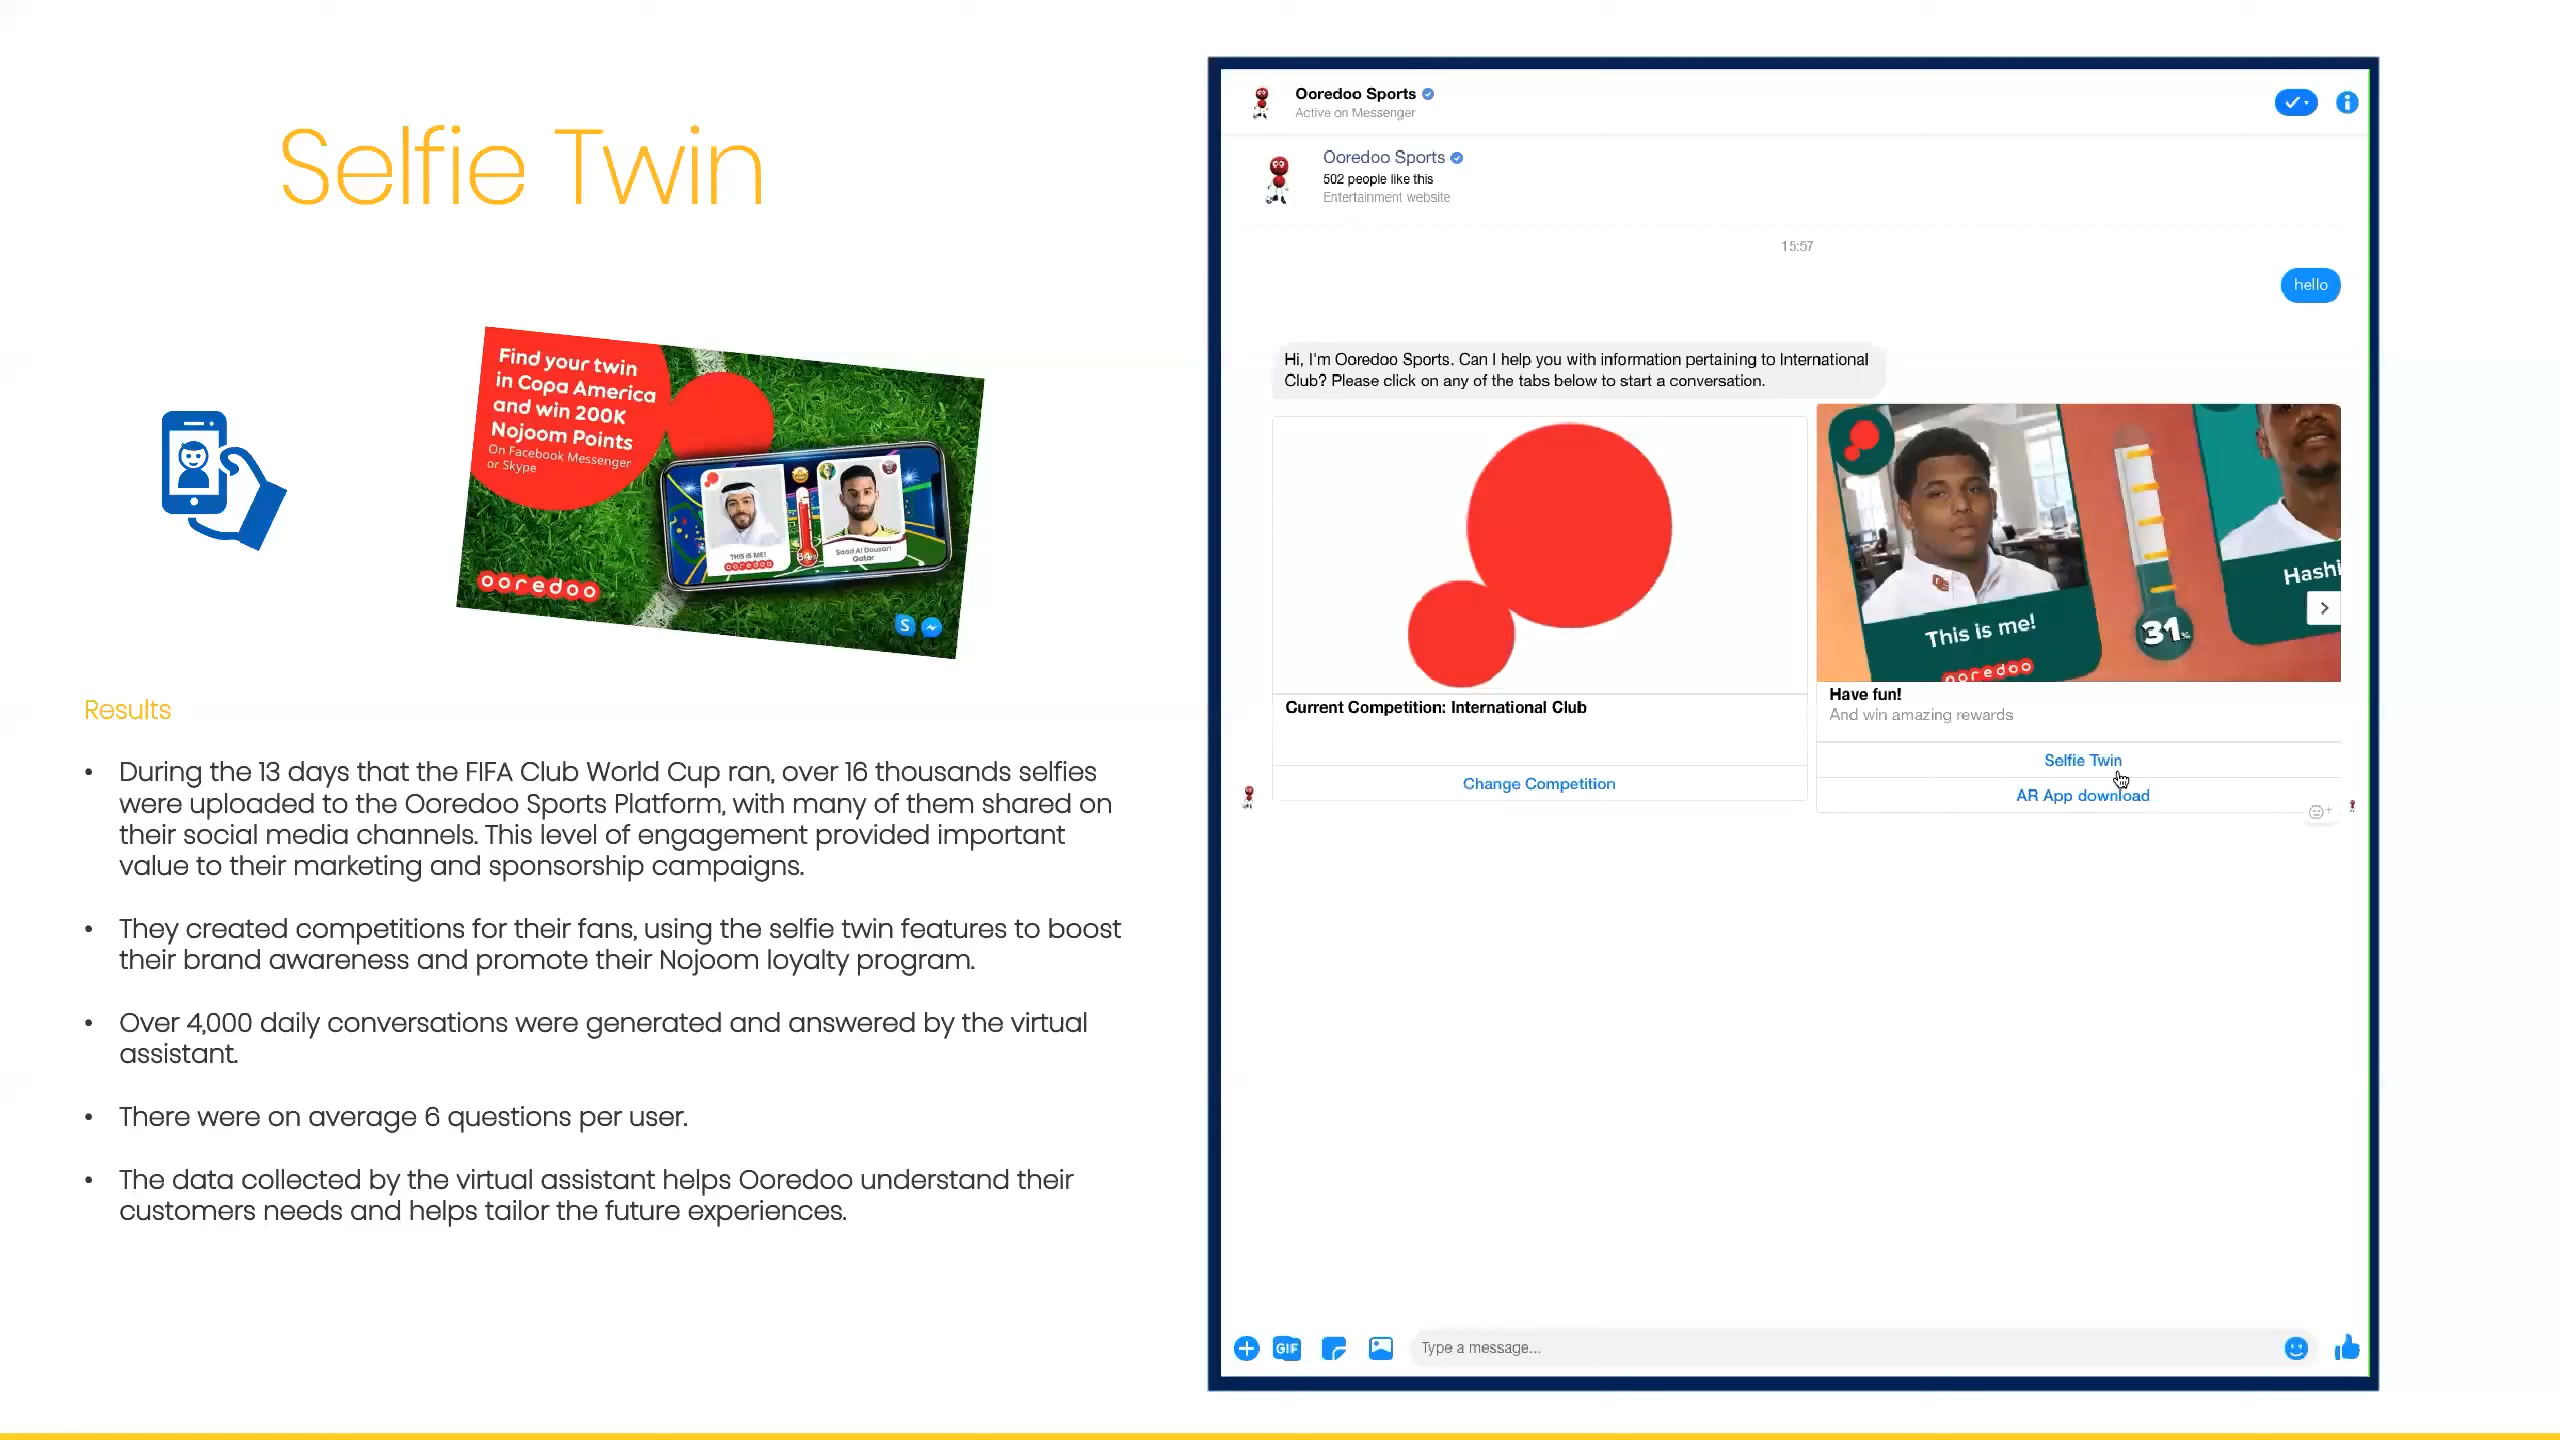 Selfie Twin
Find your twin
in Copa America
and win 200K
Nojoom Points
On Facebook Messenger
or Skype
THIS IS ME!
ooredoo
84%
Saad Al Dousari
Qatar
ooredoo
Results
• During the 13 days that the FIFA Club World Cup ran, over 16 thousands selfies
were uploaded to the Ooredoo Sports Platform, with many of them shared on
their social media channels. This level of engagement provided important
value to their marketing and sponsorship campaigns.
• They created competitions for their fans, using the selfie twin features to boost
their brand awareness and promote their Nojoom loyalty program.
• Over 4,000 daily conversations were generated and answered by the virtual
assistant.
• There were on average 6 questions per user.
• The data collected by the virtual assistant helps Ooredoo understand their
customers needs and helps tailor the future experiences.
Ooredoo Sports
Active on Messenger
Ooredoo Sports
502 people like this
Entertainment website
15:57
hello
Hi, I'm Ooredoo Sports. Can I help you with information pertaining to International
Club? Please click on any of the tabs below to start a conversation.
Current Competition: International Club
Change Competition
This is me!
ooredoo
31%
Hashi
Have fun!
And win amazing rewards
Selfie Twin
AR App download
GIF
Type a message...